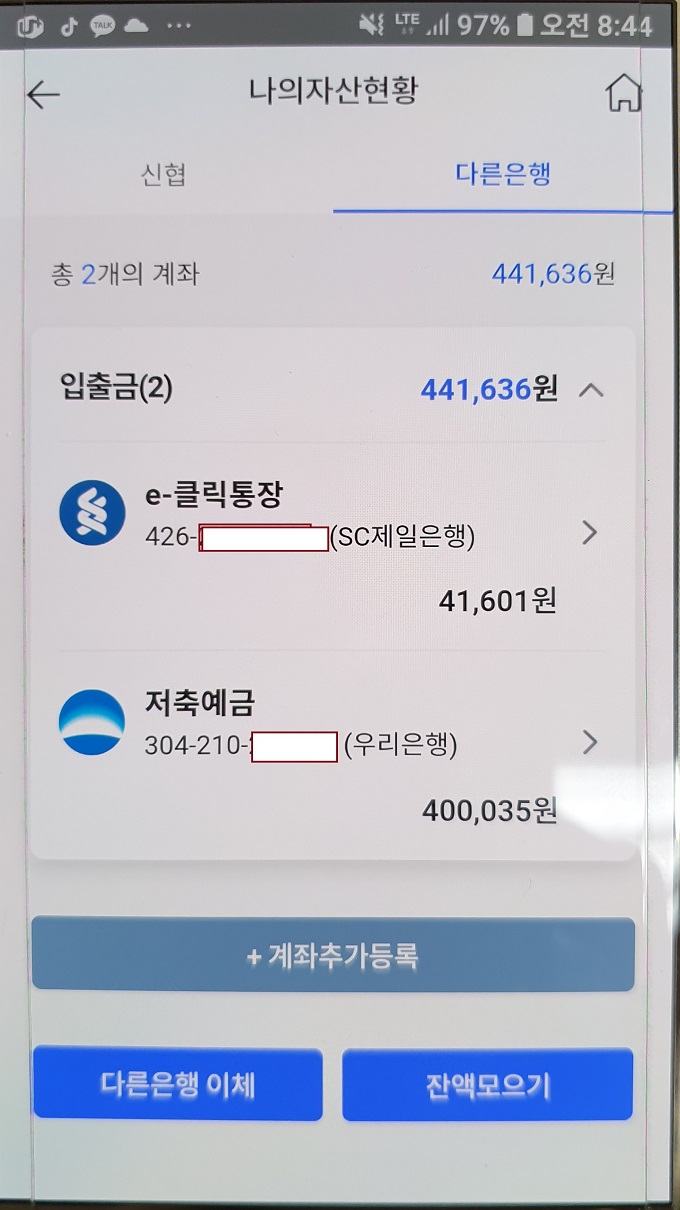 TALK LTE 97% 오전 8:44
나의자산현황
신협 다른은행
총 2개의 계좌 441,636원
입출금(2) 441,636원
e-클릭통장
426- (SC제일은행)
41,601원
저축예금
304-210- (우리은행)
400,035원
+ 계좌추가등록
다른은행 이체 잔액모으기